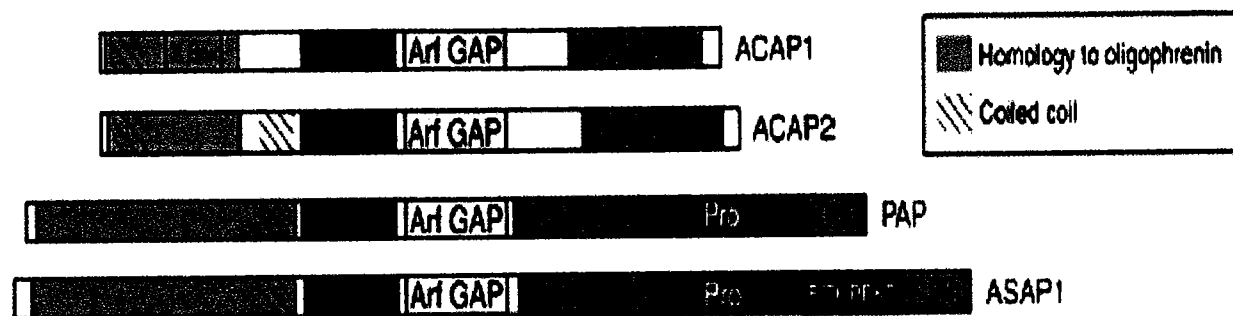 Arf GAP ACAP1
Homology to oligophrenin
Coiled coil
Arf GAP ACAP2
Arf GAP Pro PAP
Arf GAP Pro ASAP1